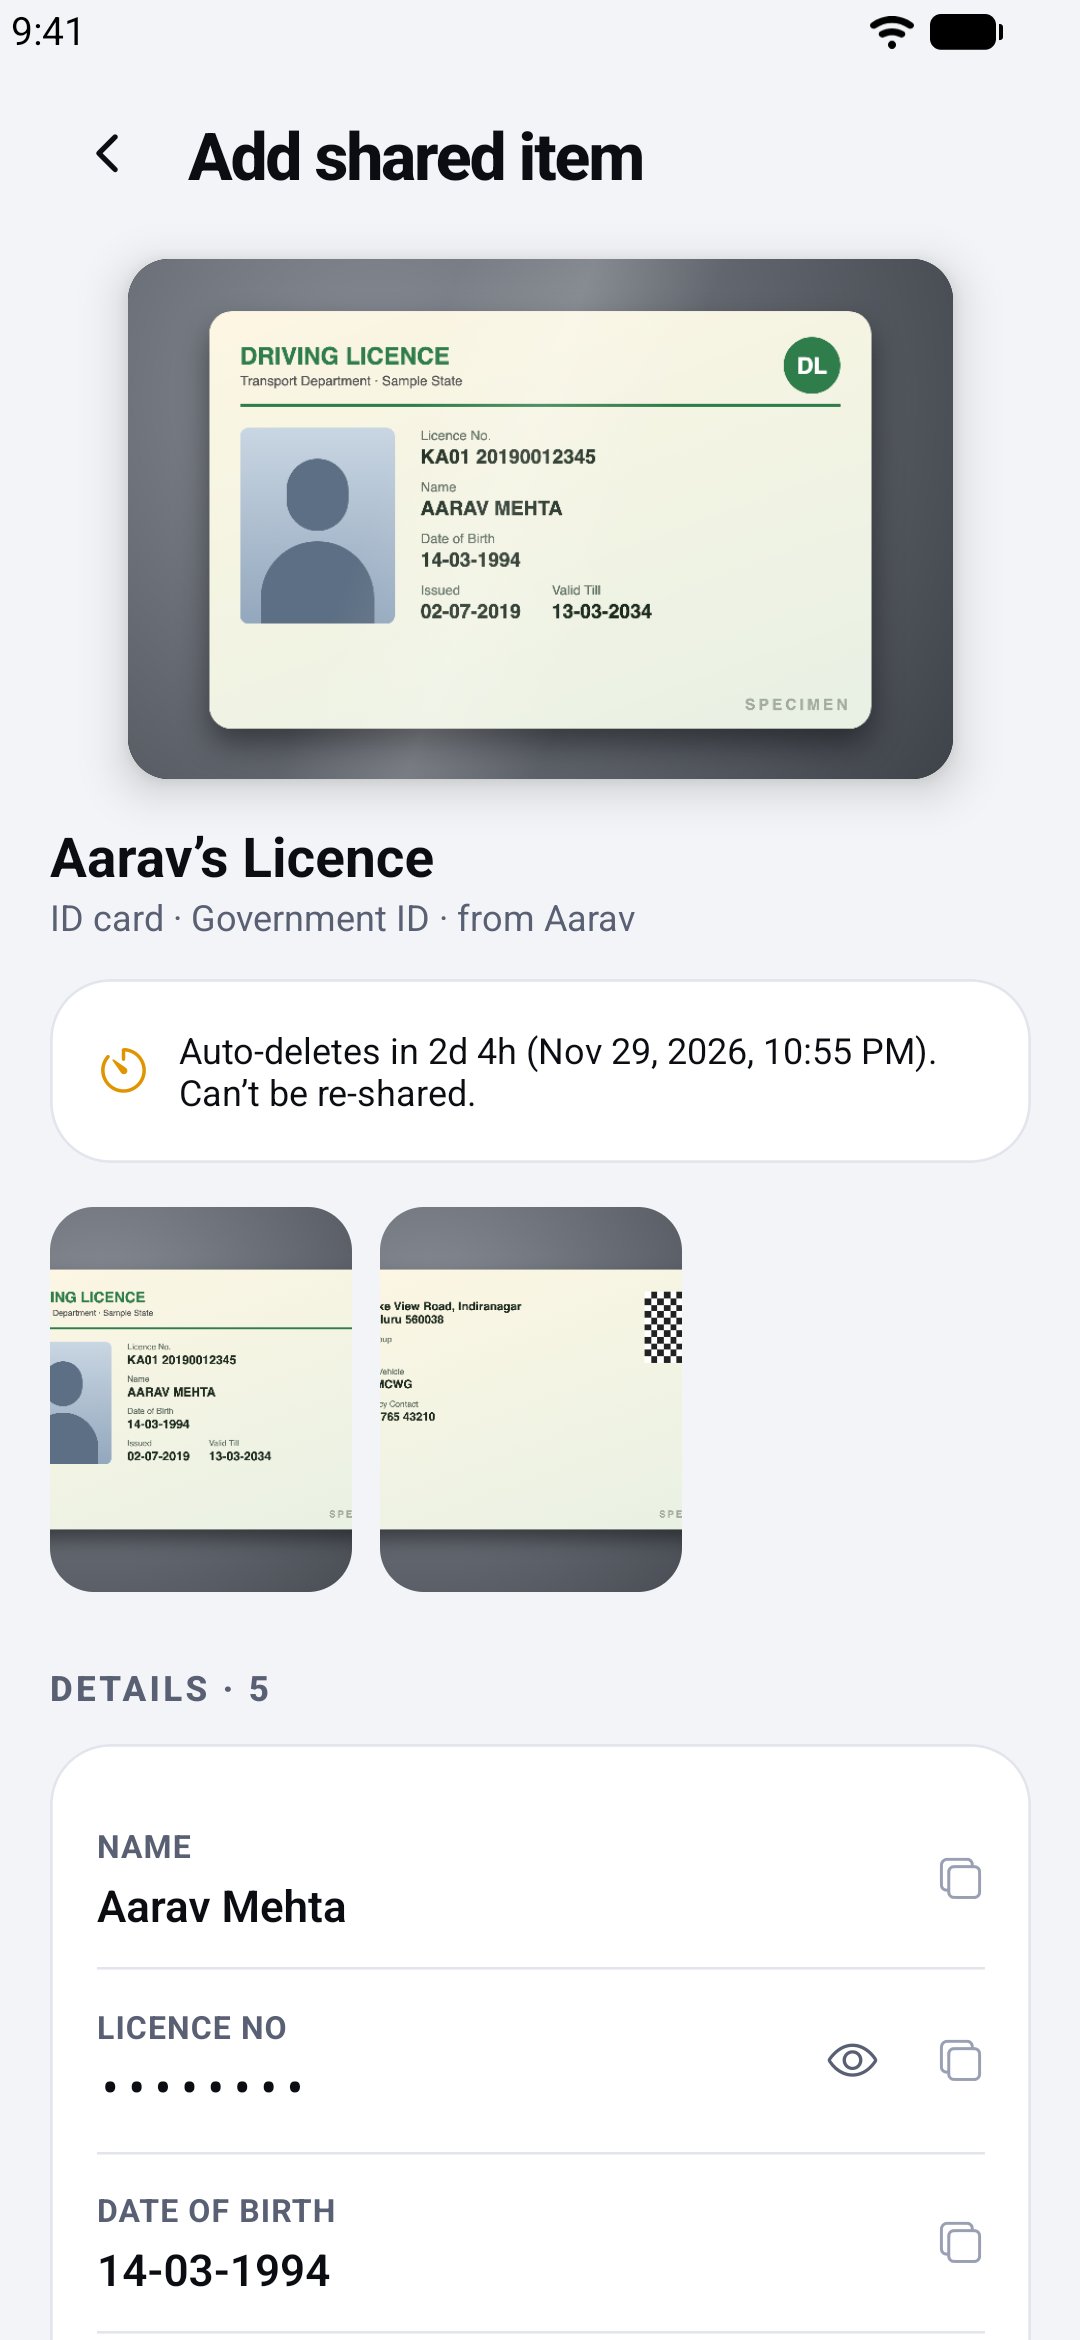 9:41
Add shared item
DRIVING LICENCE
Transport Department · Sample State
DL
Licence No.
KA01 20190012345
Name
AARAV MEHTA
Date of Birth
14-03-1994
Issued Valid Till
02-07-2019 13-03-2034
SPECIMEN
Aarav’s Licence
ID card · Government ID · from Aarav
Auto-deletes in 2d 4h (Nov 29, 2026, 10:55 PM).
Can’t be re-shared.
ING LICENCE
Department · Sample State
Licence No.
KA01 20190012345
Name
AARAV MEHTA
Date of Birth
14-03-1994
Issued Valid Till
02-07-2019 13-03-2034
SPE
View Road, Indiranagar
560038
MCWG
Contact
765 43210
SPE
DETAILS · 5
NAME
Aarav Mehta
LICENCE NO
••••••••
DATE OF BIRTH
14-03-1994